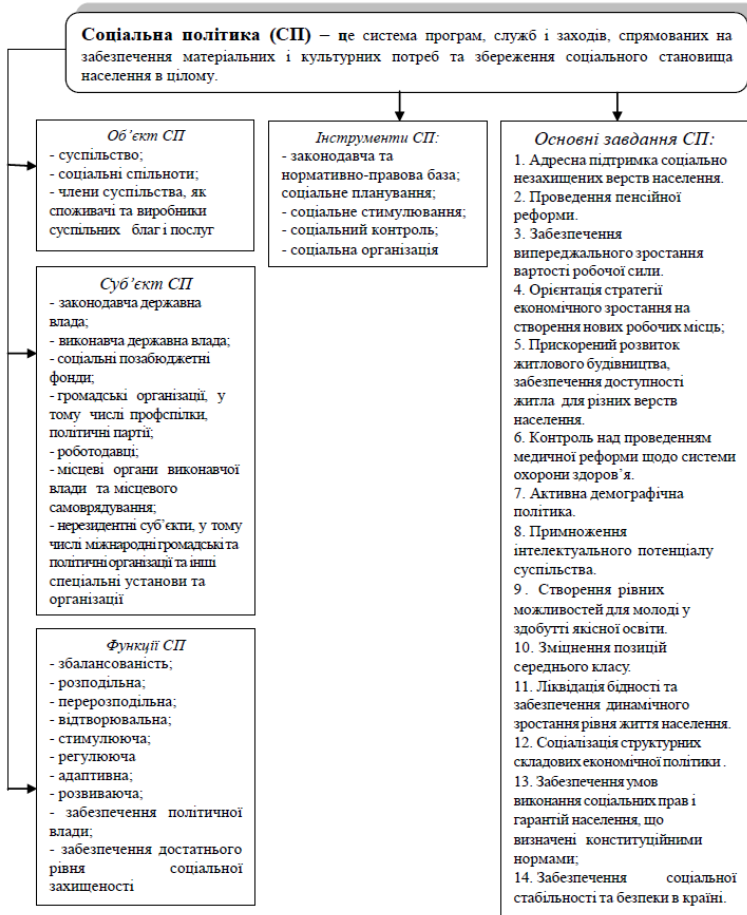 Соціальна політика (СП) – це система програм, служб і заходів, спрямованих на
забезпечення матеріальних і культурних потреб та збереження соціального становища
населення в цілому.
Об’єкт СП
- суспільство;
- соціальні спільноти;
- члени суспільства, як
споживачі та виробники
суспільних благ і послуг
Суб’єкт СП
- законодавча державна
влада;
- виконавча державна влада;
- соціальні позабюджетні
фонди;
- громадські організації, у
тому числі профспілки,
політичні партії;
- роботодавці;
- місцеві органи виконавчої
влади та місцевого
самоврядування;
- нерезидентні суб’єкти, у тому
числі міжнародні громадські та
політичні організації та інші
спеціальні установи та
організації
Функції СП
- збалансованість;
- розподільна;
- перерозподільна;
- відтворювальна;
- стимулююча;
- регулююча
- адаптивна;
- розвиваюча;
- забезпечення політичної
влади;
- забезпечення достатнього
рівня соціальної
захищеності
Інструменти СП:
- законодавча та
нормативно-правова база;
соціальне планування;
- соціальне стимулювання;
- соціальний контроль;
- соціальна організація
Основні завдання СП:
1. Адресна підтримка соціально
незахищених верств населення.
2. Проведення пенсійної
реформи.
3. Забезпечення
випереджального зростання
вартості робочої сили.
4. Орієнтація стратегії
економічного зростання на
створення нових робочих місць;
5. Прискорений розвиток
житлового будівництва,
забезпечення доступності
житла для різних верств
населення.
6. Контроль над проведенням
медичної реформи щодо системи
охорони здоров’я.
7. Активна демографічна
політика.
8. Примноження
інтелектуального потенціалу
суспільства.
9 . Створення рівних
можливостей для молоді у
здобутті якісної освіти.
10. Зміцнення позицій
середнього класу.
11. Ліквідація бідності та
забезпечення динамічного
зростання рівня життя населення.
12. Соціалізація структурних
складових економічної політики .
13. Забезпечення умов
виконання соціальних прав і
гарантій населення, що
визначені конституційними
нормами;
14. Забезпечення соціальної
стабільності та безпеки в країні.